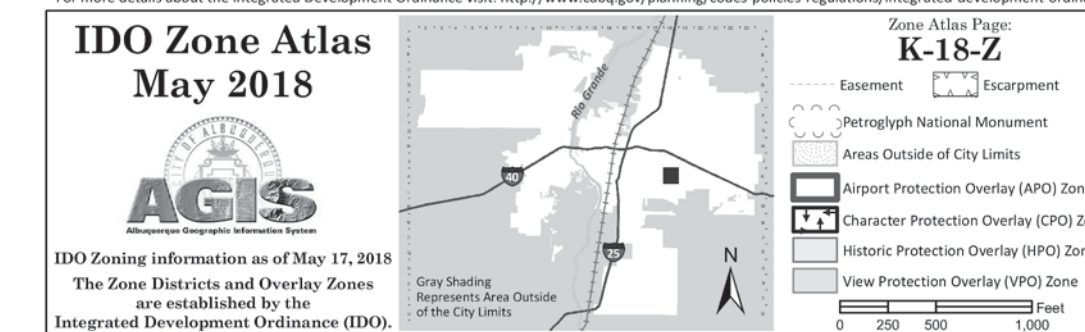 For more details about the Integrated Development Ordinance visit: http://www.cabq.gov/planning/codes-policies-regulations/integrated-development-ordin
IDO Zone Atlas
May 2018
CITY OF ALBUQUERQUE
AGIS
Albuquerque Geographic Information System
IDO Zoning information as of May 17, 2018
The Zone Districts and Overlay Zones
are established by the
Integrated Development Ordinance (IDO).
Rio Grande
40
25
Gray Shading
Represents Area Outside
of the City Limits
N
Zone Atlas Page:
K-18-Z
Easement
Escarpment
Petroglyph National Monument
Areas Outside of City Limits
Airport Protection Overlay (APO) Zon
Character Protection Overlay (CPO) Zo
Historic Protection Overlay (HPO) Zon
View Protection Overlay (VPO) Zone
Feet
0 250 500 1,000